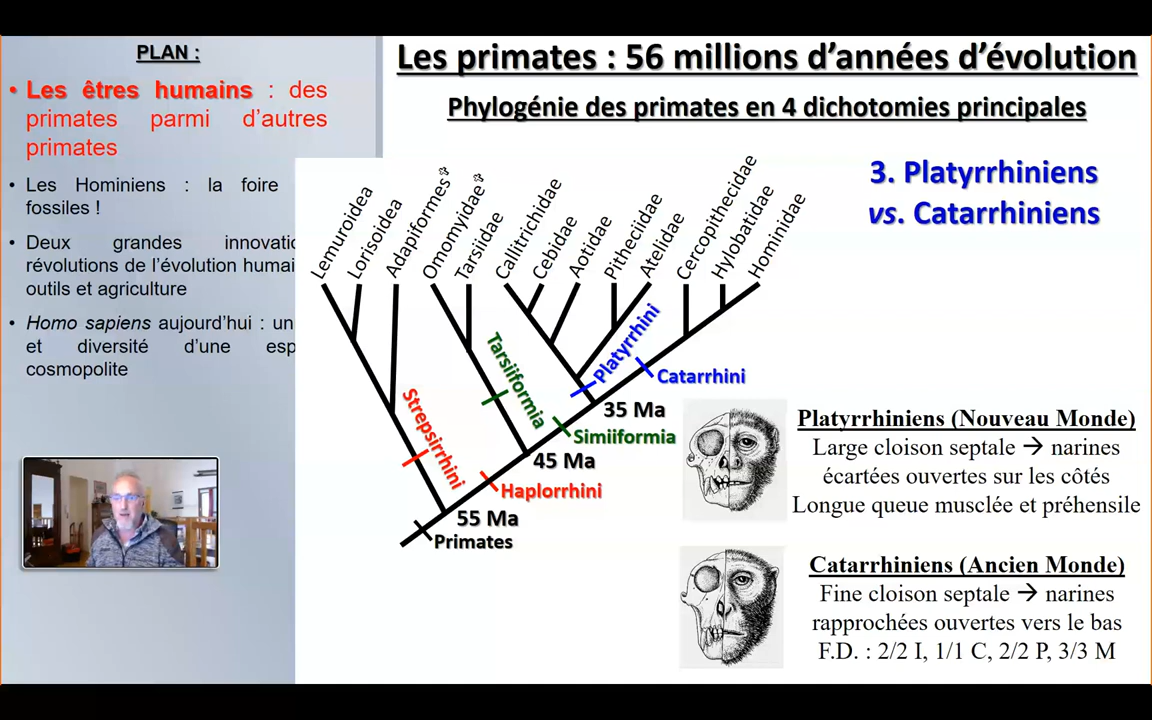 PLAN :
• Les êtres humains : des
primates parmi d'autres
primates
• Les Hominiens : la foire
fossiles !
• Deux grandes
révolutions de l'évolution
outils et agriculture
• Homo sapiens aujourd'hui : un
et diversité d'une
cosmopolite
Les primates : 56 millions d'années d'évolution
Phylogénie des primates en 4 dichotomies principales
3. Platyrrhiniens
vs. Catarrhiniens
Lemuroidea
Lorisoidea
Adapiformes
Omomyidae
Tarsiidae
Callitrichidae
Cebidae
Aotidae
Pitheciidae
Atelidae
Cercopithecidae
Hylobatidae
Hominidae
Strepsirrhini
Tarsiiformia
Platyrrhini
Catarrhini
35 Ma
Simiiformia
45 Ma
Haplorrhini
55 Ma
Primates
Platyrrhiniens (Nouveau Monde)
Large cloison septale → narines
écartées ouvertes sur les côtés
Longue queue musclée et préhensile
Catarrhiniens (Ancien Monde)
Fine cloison septale → narines
rapprochées ouvertes vers le bas
F.D. : 2/2 I, 1/1 C, 2/2 P, 3/3 M